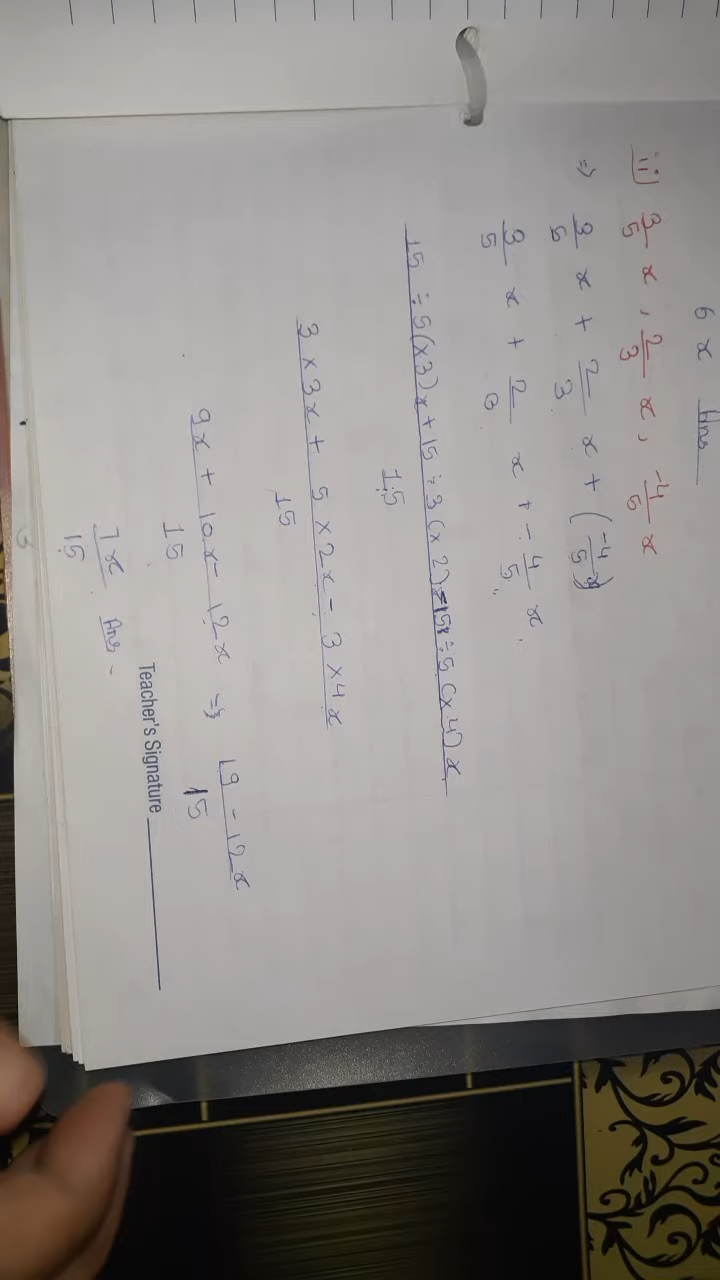 6x Ans
ii) 3/5 x, 2/3 x, -4/5 x
⇒ 3/5 x + 2/3 x + (-4/5 x)
3/5 x + 2/3 x + - 4/5 x
15 ÷ 5(×3)x + 15 ÷ 3(×2)x - 15 ÷ 5(×4)x / 15
3×3x + 5×2x - 3×4x / 15
9x + 10x - 12x / 15 ⇒ 19 - 12x / 15
7x / 15 Ans -
Teacher's Signature